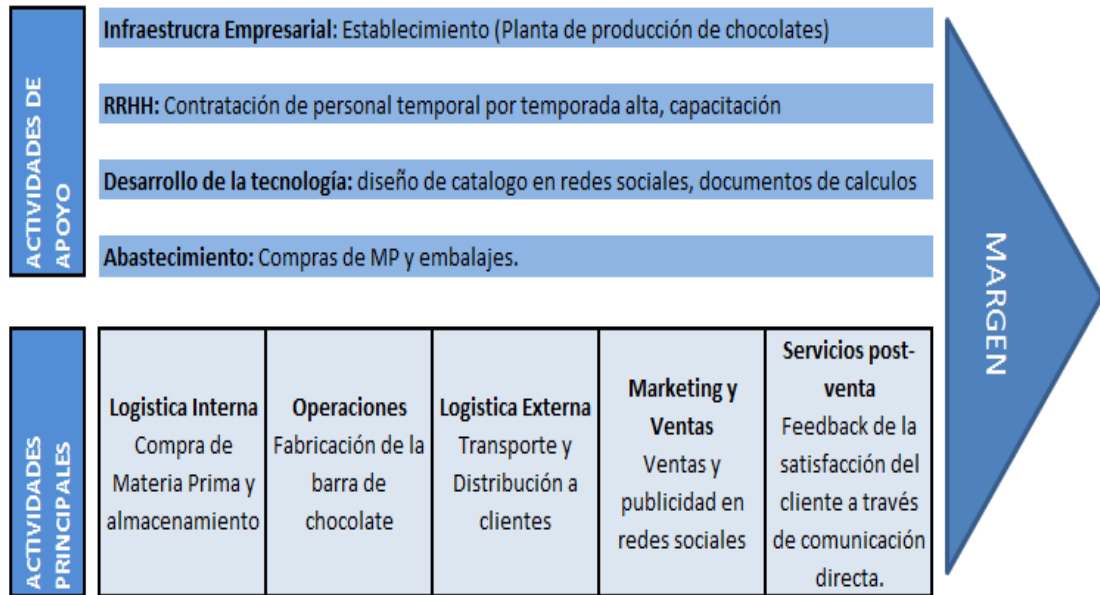 ACTIVIDADES DE
APOYO
Infraestrucra Empresarial: Establecimiento (Planta de producción de chocolates)
RRHH: Contratación de personal temporal por temporada alta, capacitación
Desarrollo de la tecnología: diseño de catalogo en redes sociales, documentos de calculos
Abastecimiento: Compras de MP y embalajes.
MARGEN
ACTIVIDADES
PRINCIPALES
Logistica Interna
Compra de
Materia Prima y
almacenamiento
Operaciones
Fabricación de la
barra de
chocolate
Logistica Externa
Transporte y
Distribución a
clientes
Marketing y
Ventas
Ventas y
publicidad en
redes sociales
Servicios post-
venta
Feedback de la
satisfacción del
cliente a través
de comunicación
directa.